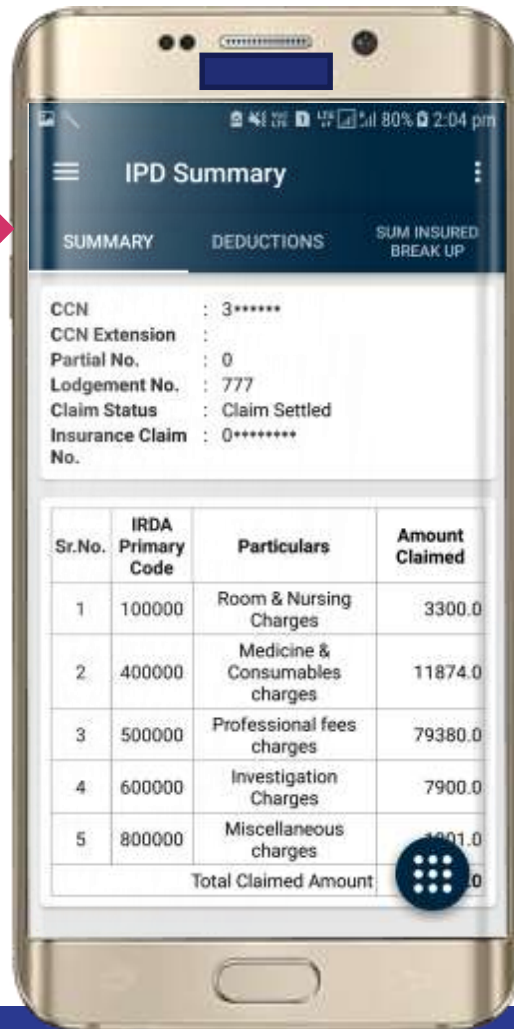 80% 2:04 pm
IPD Summary
SUMMARY DEDUCTIONS SUM INSURED
BREAK UP
CCN : 3******
CCN Extension :
Partial No. : 0
Lodgement No. : 777
Claim Status : Claim Settled
Insurance Claim : 0********
No.
Sr.No. IRDA Primary Code Particulars Amount Claimed
1 100000 Room & Nursing Charges 3300.0
2 400000 Medicine & Consumables charges 11874.0
3 500000 Professional fees charges 79380.0
4 600000 Investigation Charges 7900.0
5 800000 Miscellaneous charges
Total Claimed Amount